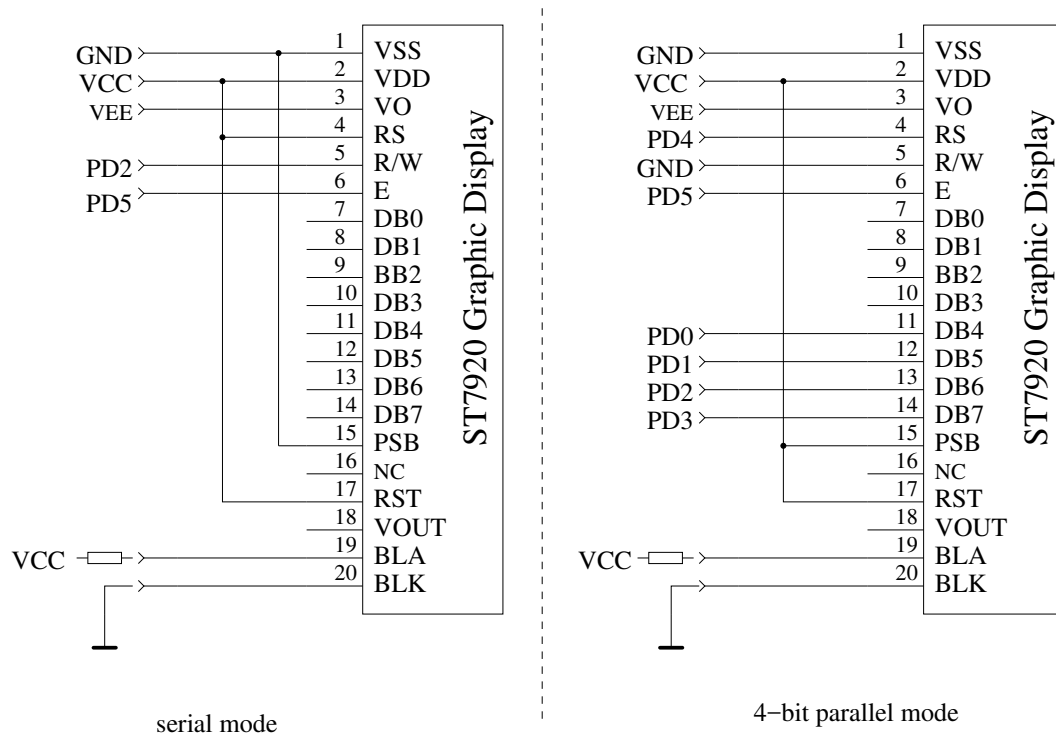 GND 1 VSS
VCC 2 VDD
VEE 3 VO
4 RS
PD2 5 R/W
PD5 6 E
7 DB0
8 DB1
9 BB2
10 DB3
11 DB4
12 DB5
13 DB6
14 DB7
15 PSB
16 NC
17 RST
18 VOUT
VCC 19 BLA
20 BLK
ST7920 Graphic Display
serial mode
GND 1 VSS
VCC 2 VDD
VEE 3 VO
PD4 4 RS
GND 5 R/W
PD5 6 E
7 DB0
8 DB1
9 BB2
10 DB3
PD0 11 DB4
PD1 12 DB5
PD2 13 DB6
PD3 14 DB7
15 PSB
16 NC
17 RST
18 VOUT
VCC 19 BLA
20 BLK
ST7920 Graphic Display
4−bit parallel mode